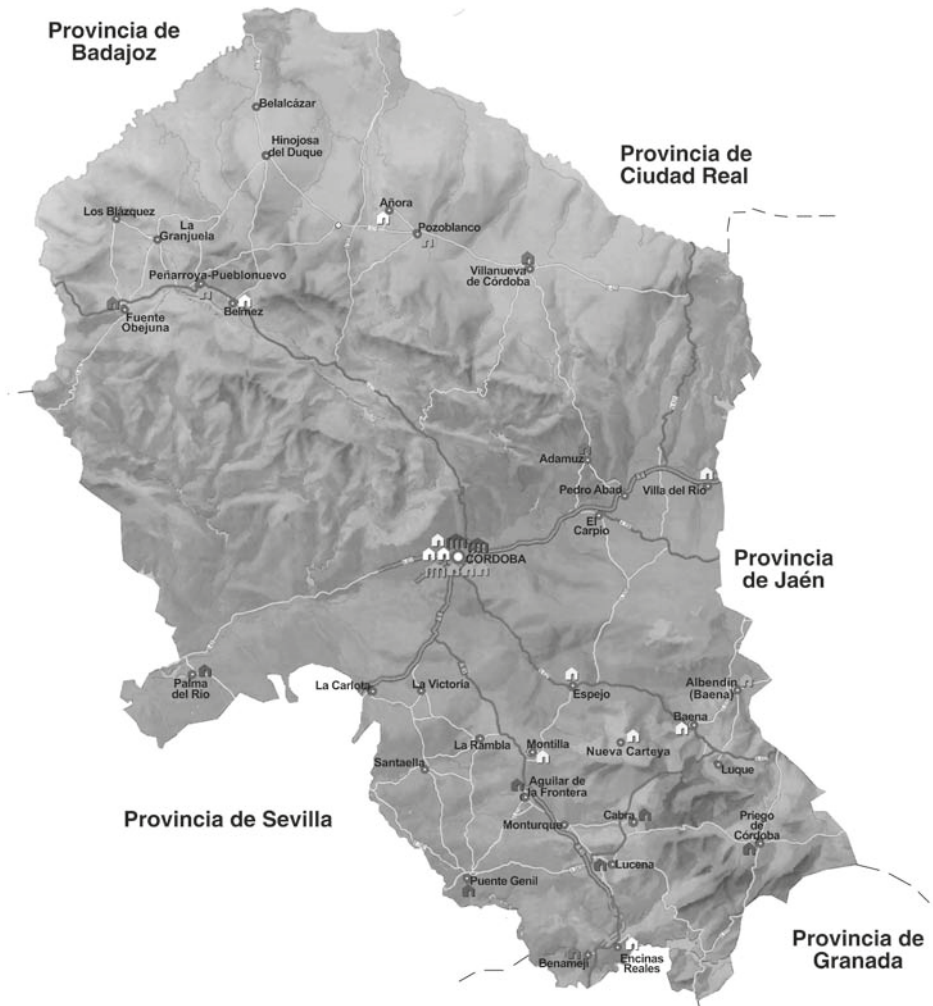 Provincia de
Badajoz
Belalcázar
Hinojosa
del Duque
Provincia de
Ciudad Real
Añora
Los Blázquez
La
Granjuela
Pozoblanco
Villanueva
de Córdoba
Peñarroya-Pueblonuevo
Belmez
Fuente
Obejuna
Adamuz
Pedro Abad
Villa del Río
El
Carpio
CÓRDOBA
Provincia
de Jaén
Palma
del Río
La Carlota
La Victoria
Espejo
Albendín
(Baena)
Baena
La Rambla
Montilla
Nueva Carteya
Santaella
Luque
Aguilar de
la Frontera
Provincia de Sevilla
Monturque
Cabra
Priego
de
Córdoba
Lucena
Puente Genil
Provincia de
Granada
Benamejí
Encinas
Reales